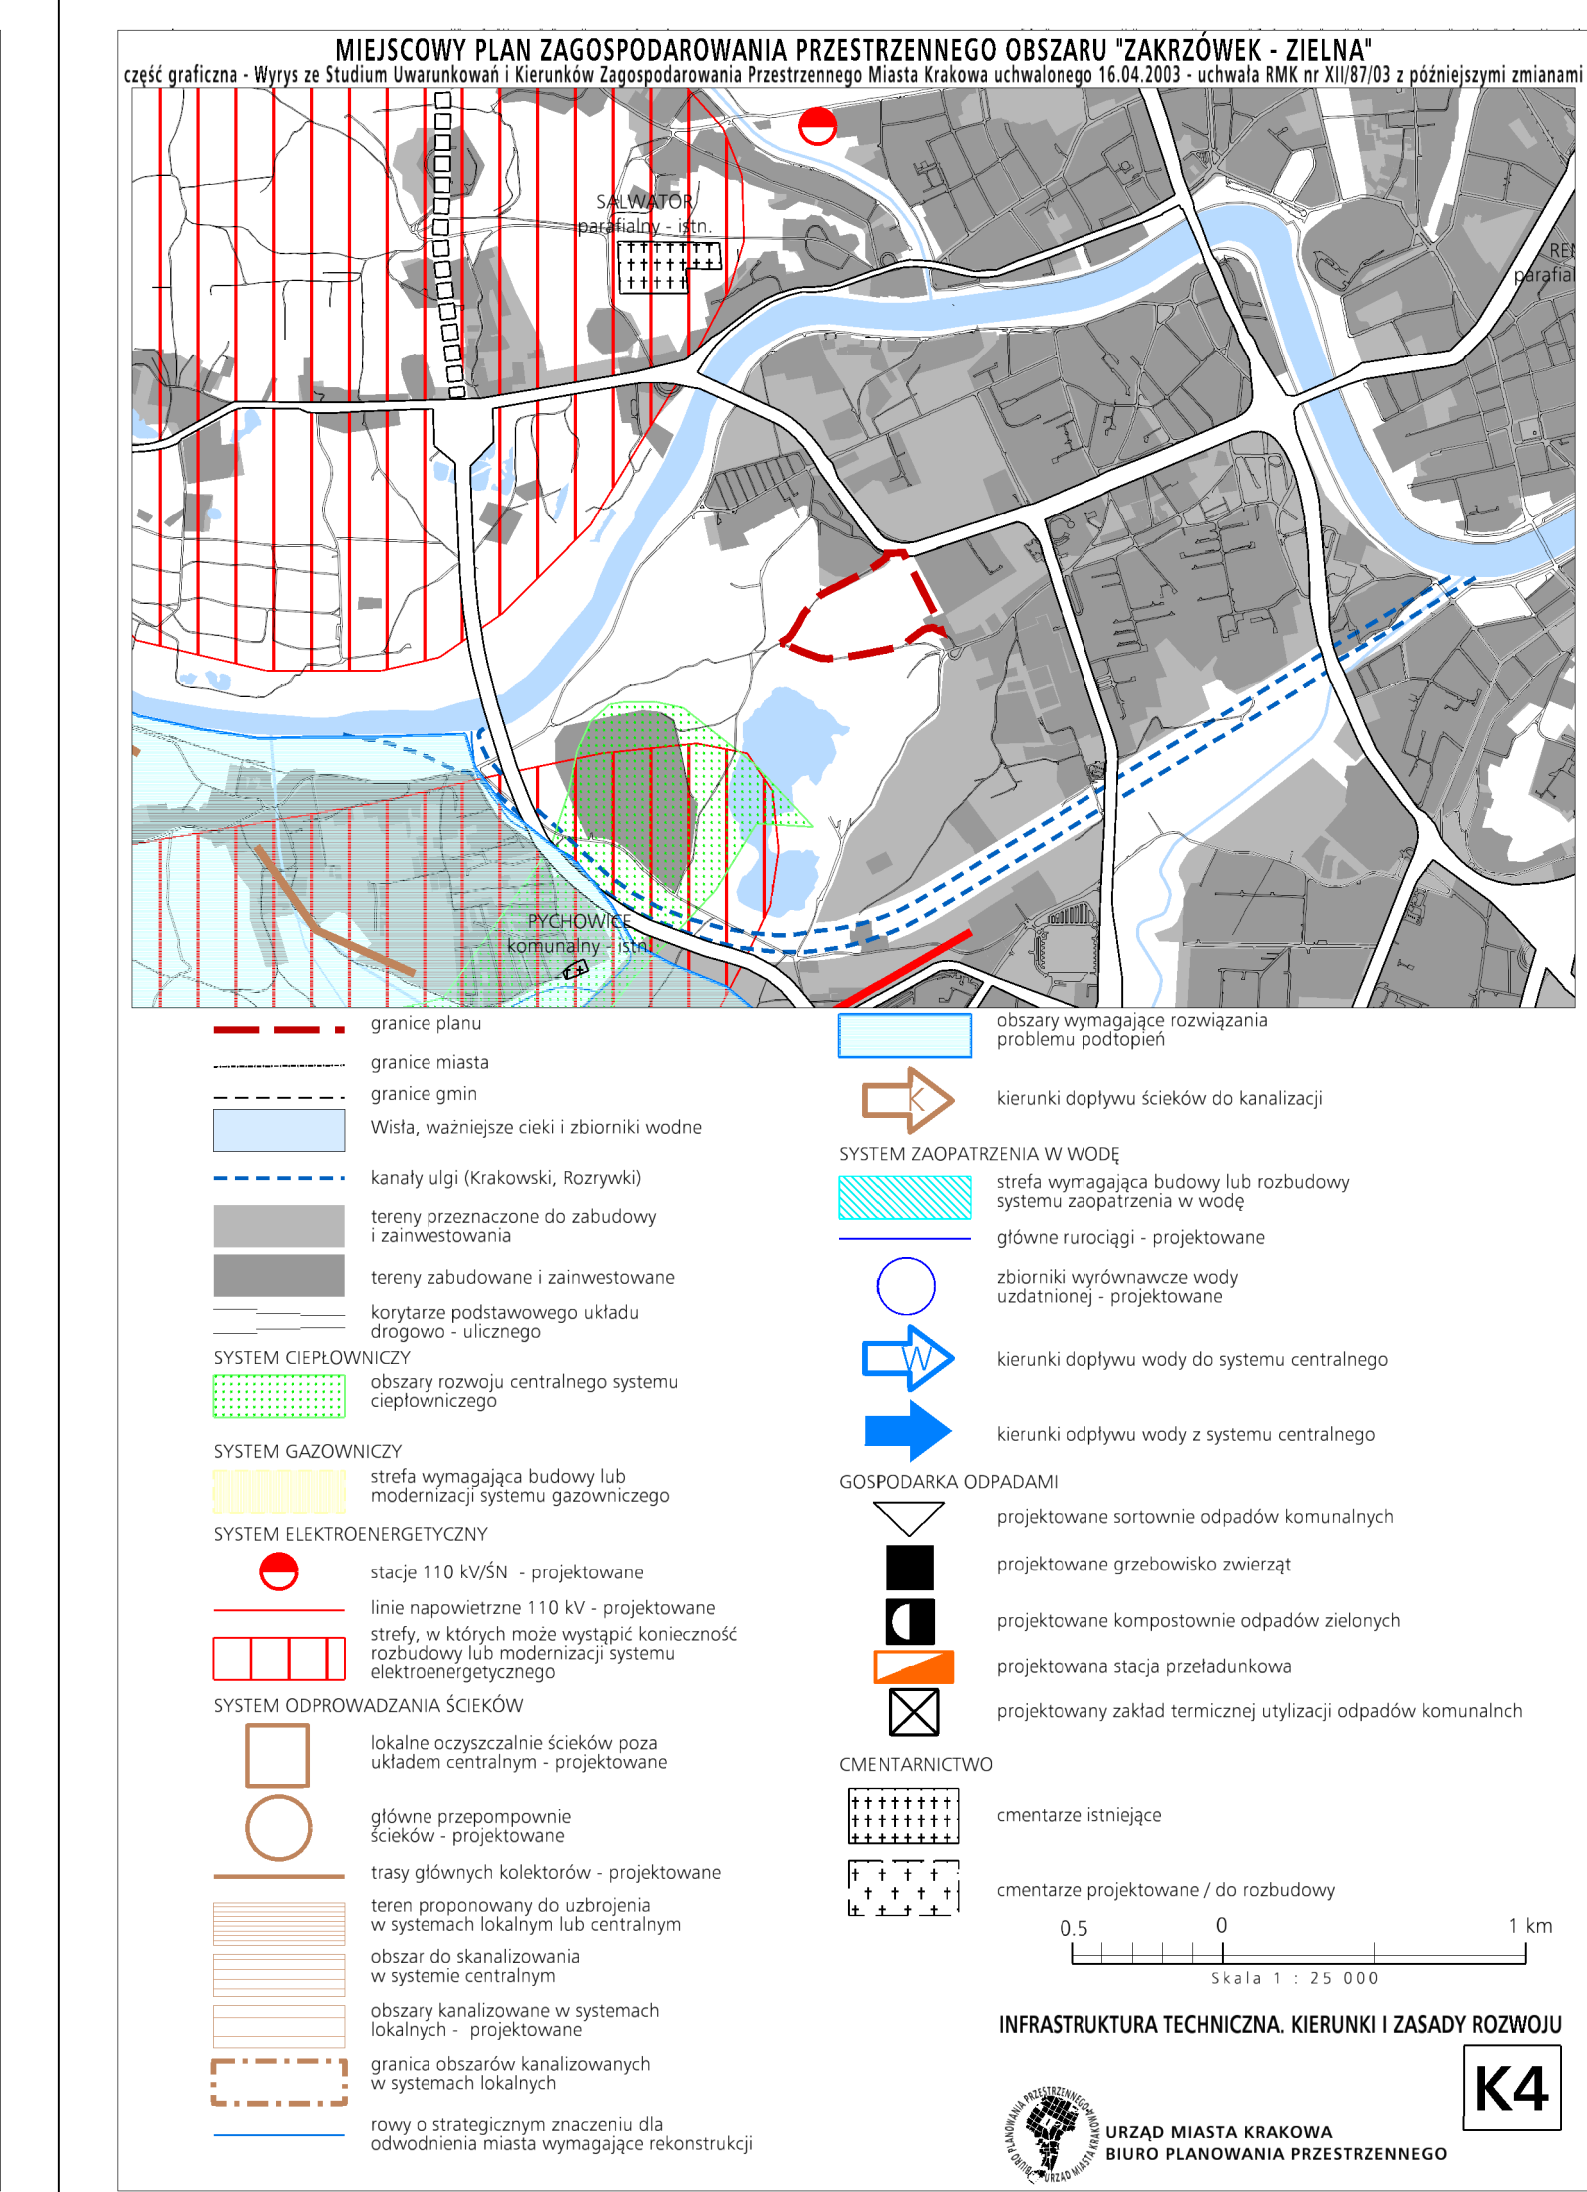 MIEJSCOWY PLAN ZAGOSPODAROWANIA PRZESTRZENNEGO OBSZARU "ZAKRZÓWEK - ZIELNA"
część graficzna - Wyrys ze Studium Uwarunkowań i Kierunków Zagospodarowania Przestrzennego Miasta Krakowa uchwalonego 16.04.2003 - uchwała RMK nr XII/87/03 z późniejszymi zmianami
SALWATOR
parafialny - istn.
PYCHOWICE
komunalny - istn.
granice planu
granice miasta
granice gmin
Wisła, ważniejsze cieki i zbiorniki wodne
kanały ulgi (Krakowski, Rozrywki)
tereny przeznaczone do zabudowy
i zainwestowania
tereny zabudowane i zainwestowane
korytarze podstawowego układu
drogowo - ulicznego
SYSTEM CIEPŁOWNICZY
obszary rozwoju centralnego systemu
ciepłowniczego
SYSTEM GAZOWNICZY
strefa wymagająca budowy lub
modernizacji systemu gazowniczego
SYSTEM ELEKTROENERGETYCZNY
stacje 110 kV/ŚN - projektowane
linie napowietrzne 110 kV - projektowane
strefy, w których może wystąpić konieczność
rozbudowy lub modernizacji systemu
elektroenergetycznego
SYSTEM ODPROWADZANIA ŚCIEKÓW
lokalne oczyszczalnie ścieków poza
układem centralnym - projektowane
główne przepompownie
ścieków - projektowane
trasy głównych kolektorów - projektowane
teren proponowany do uzbrojenia
w systemach lokalnym lub centralnym
obszar do skanalizowania
w systemie centralnym
obszary kanalizowane w systemach
lokalnych - projektowane
granica obszarów kanalizowanych
w systemach lokalnych
rowy o strategicznym znaczeniu dla
odwodnienia miasta wymagające rekonstrukcji
obszary wymagające rozwiązania
problemu podtopień
K
kierunki dopływu ścieków do kanalizacji
SYSTEM ZAOPATRZENIA W WODĘ
strefa wymagająca budowy lub rozbudowy
systemu zaopatrzenia w wodę
główne rurociągi - projektowane
zbiorniki wyrównawcze wody
uzdatnionej - projektowane
W
kierunki dopływu wody do systemu centralnego
kierunki odpływu wody z systemu centralnego
GOSPODARKA ODPADAMI
projektowane sortownie odpadów komunalnych
projektowane grzebowisko zwierząt
projektowane kompostownie odpadów zielonych
projektowana stacja przeładunkowa
projektowany zakład termicznej utylizacji odpadów komunalnch
CMENTARNICTWO
cmentarze istniejące
cmentarze projektowane / do rozbudowy
0.5 0 1 km
Skala 1 : 25 000
INFRASTRUKTURA TECHNICZNA. KIERUNKI I ZASADY ROZWOJU
K4
BIURO PLANOWANIA PRZESTRZENNEGO
URZĄD MIASTA KRAKOWA
URZĄD MIASTA KRAKOWA
BIURO PLANOWANIA PRZESTRZENNEGO